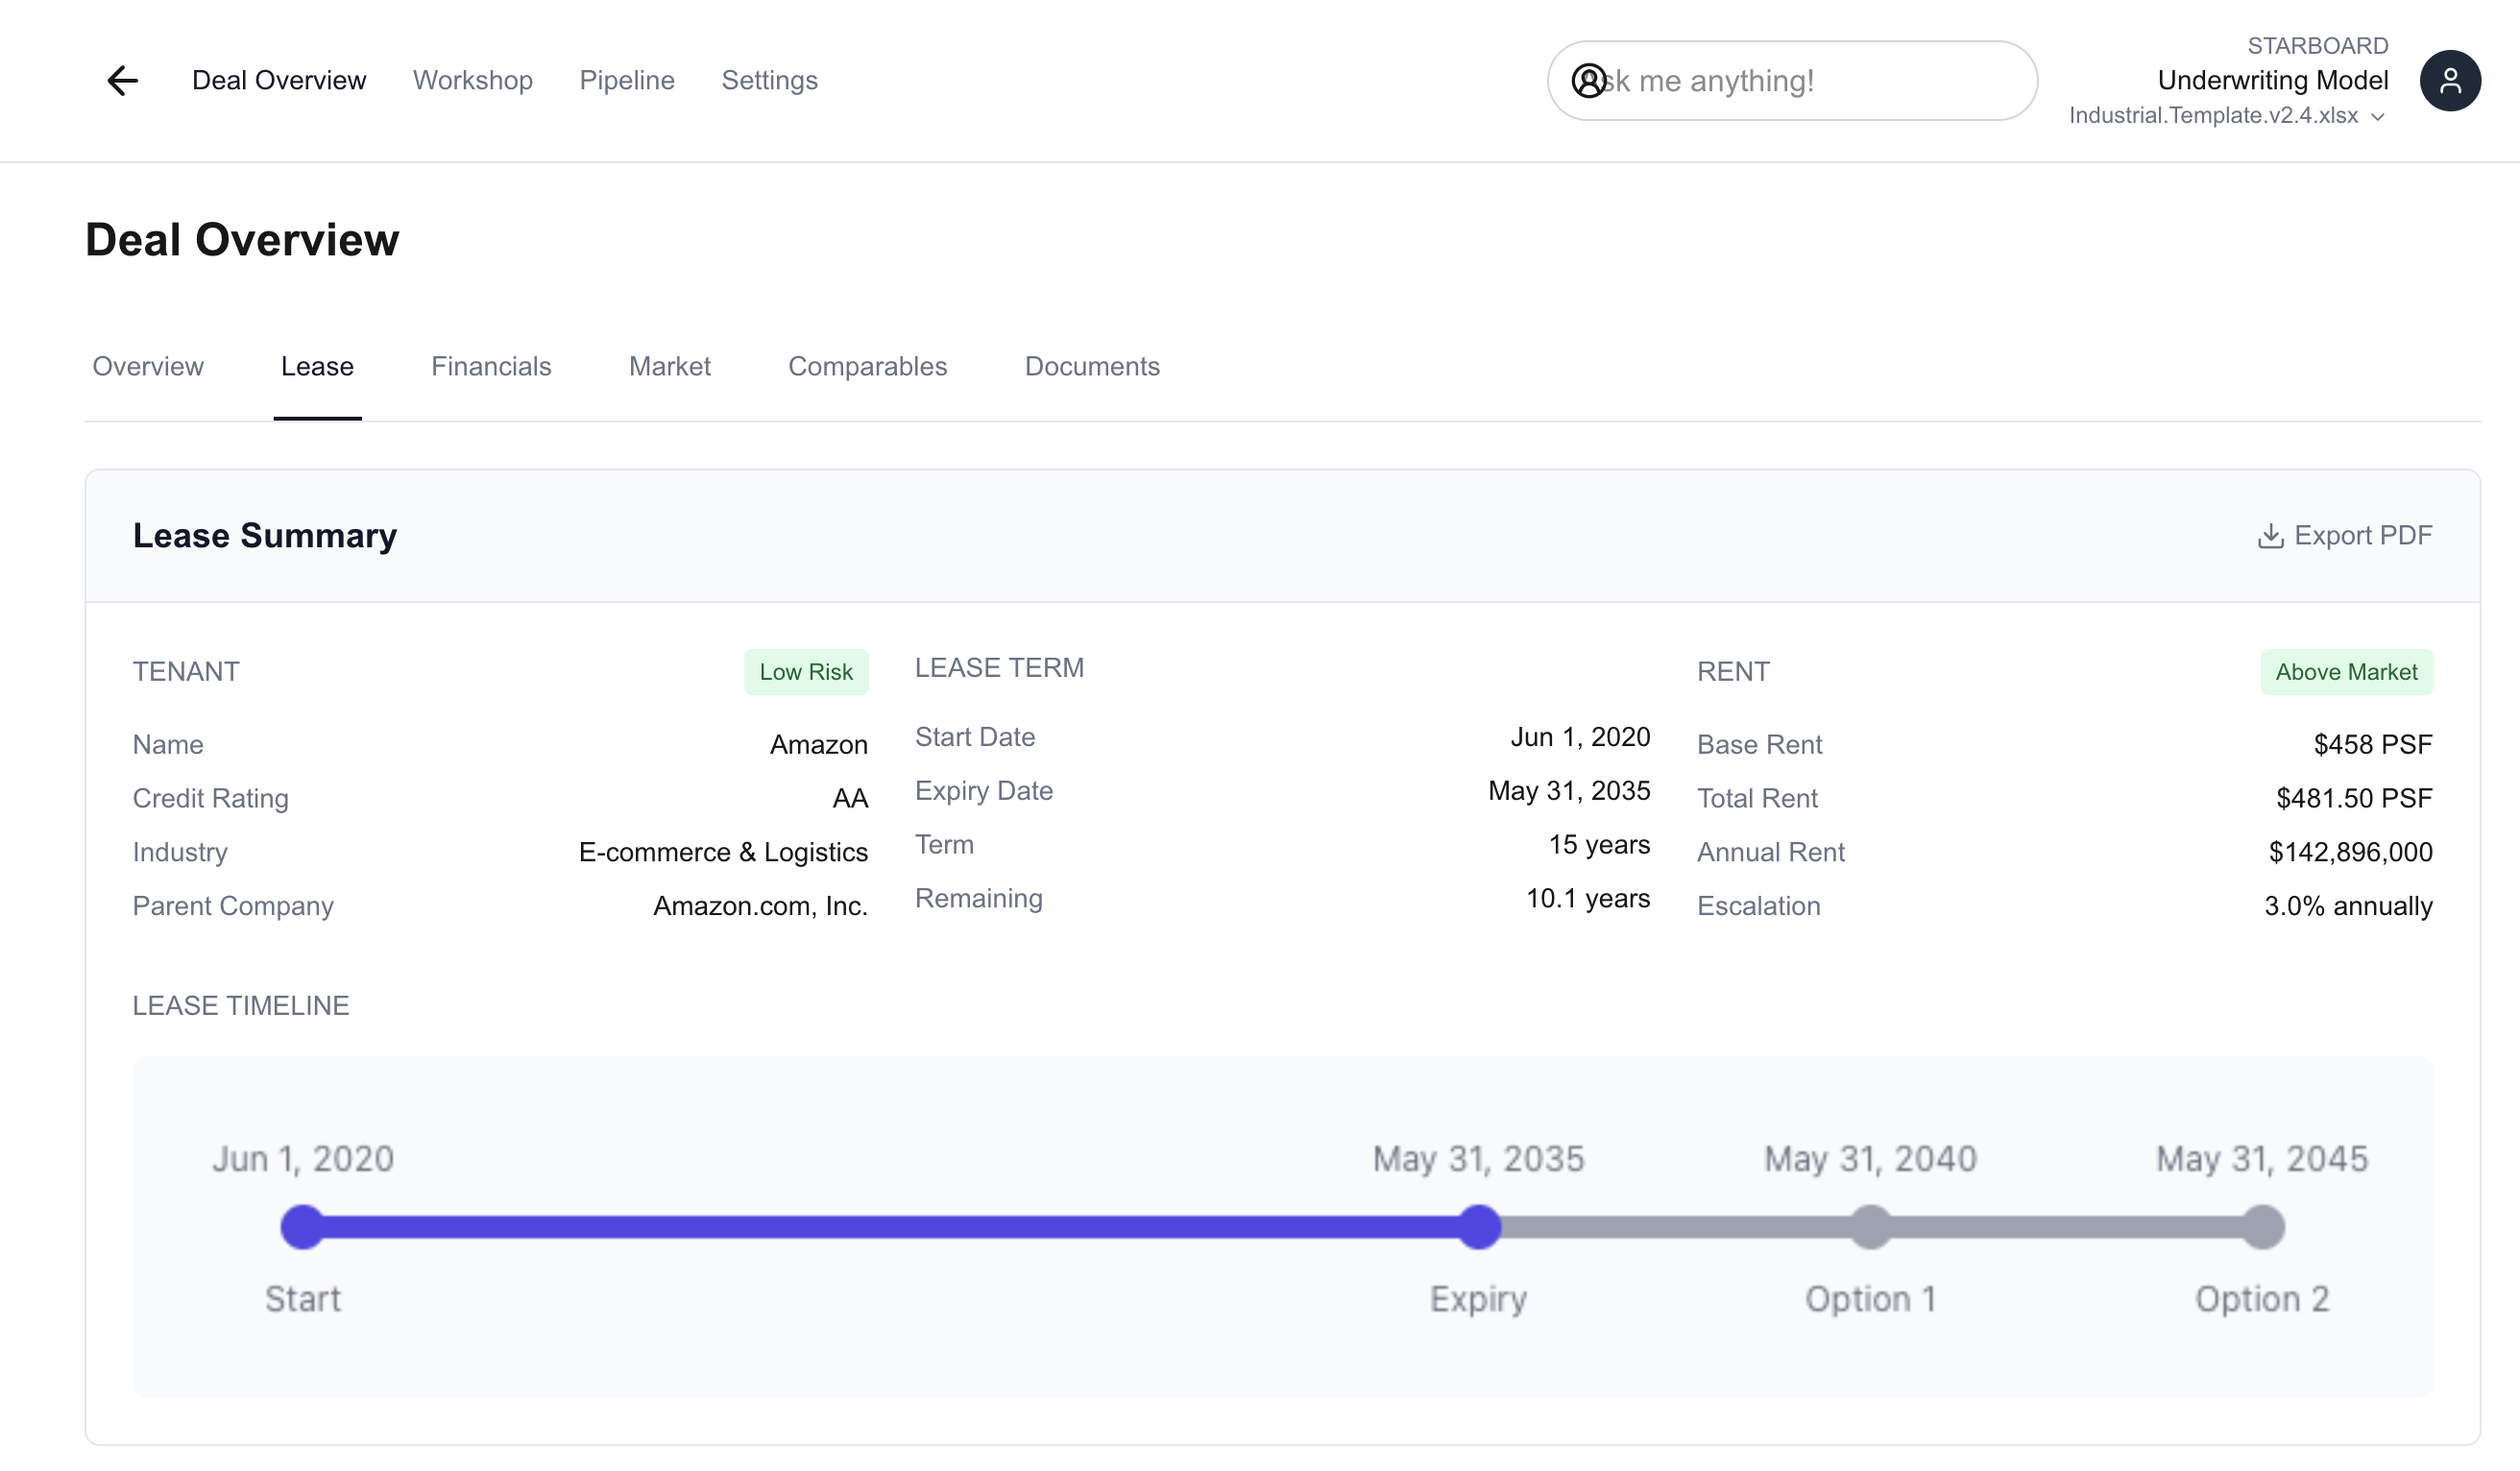 Deal Overview Workshop Pipeline Settings
sk me anything!
STARBOARD
Underwriting Model
Industrial.Template.v2.4.xlsx
Deal Overview
Overview Lease Financials Market Comparables Documents
Lease Summary
Export PDF
TENANT Low Risk
Name Amazon
Credit Rating AA
Industry E-commerce & Logistics
Parent Company Amazon.com, Inc.
LEASE TERM
Start Date Jun 1, 2020
Expiry Date May 31, 2035
Term 15 years
Remaining 10.1 years
RENT Above Market
Base Rent $458 PSF
Total Rent $481.50 PSF
Annual Rent $142,896,000
Escalation 3.0% annually
LEASE TIMELINE
Jun 1, 2020 May 31, 2035 May 31, 2040 May 31, 2045
Start Expiry Option 1 Option 2